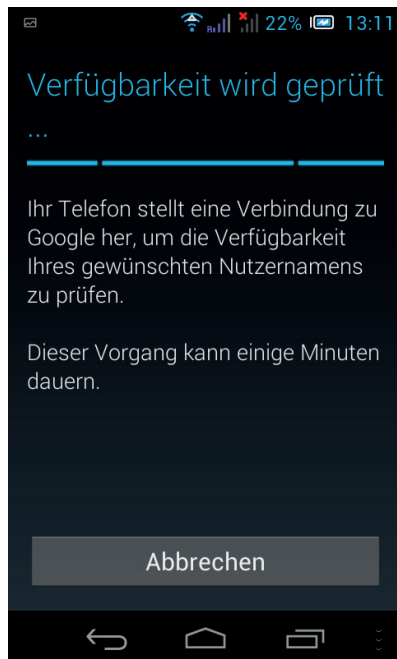 22% 13:11
Verfügbarkeit wird geprüft
...
Ihr Telefon stellt eine Verbindung zu
Google her, um die Verfügbarkeit
Ihres gewünschten Nutzernamens
zu prüfen.
Dieser Vorgang kann einige Minuten
dauern.
Abbrechen